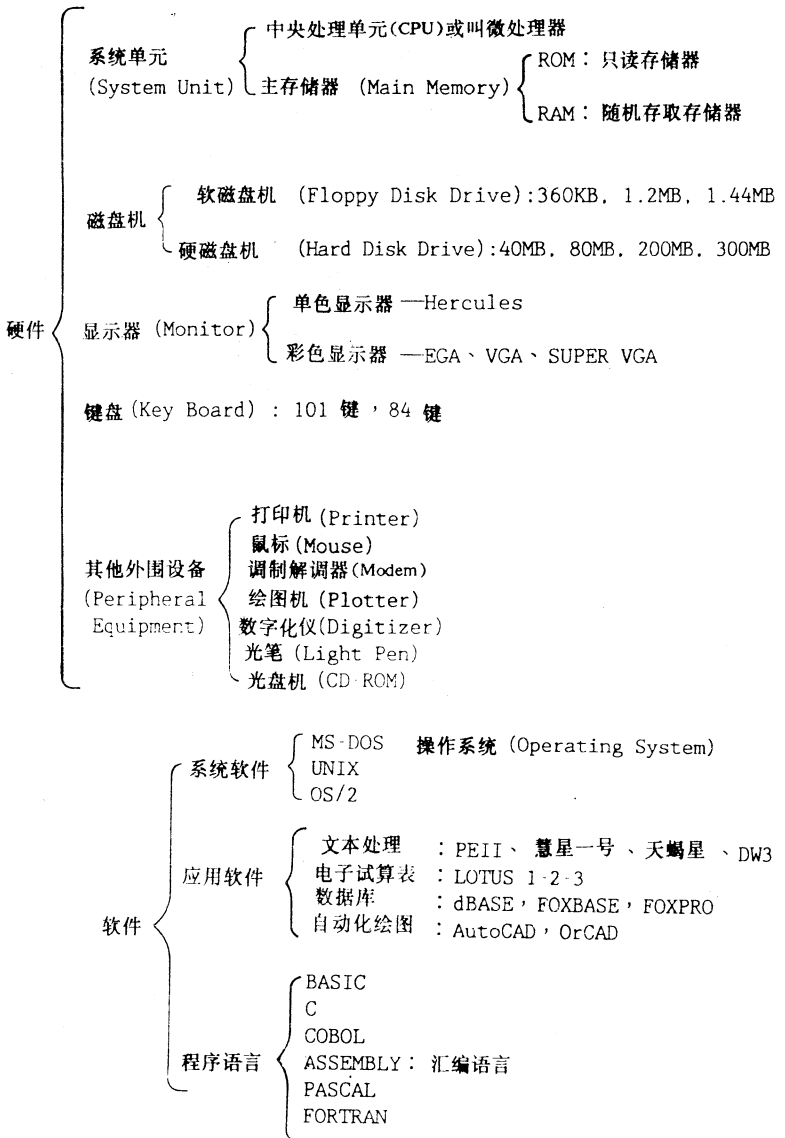 中央处理单元(CPU)或叫微处理器
系统单元
(System Unit)
主存储器 (Main Memory)
ROM: 只读存储器
RAM: 随机存取存储器
磁盘机
软磁盘机 (Floppy Disk Drive):360KB, 1.2MB, 1.44MB
硬磁盘机 (Hard Disk Drive):40MB, 80MB, 200MB, 300MB
硬件
显示器 (Monitor)
单色显示器 —Hercules
彩色显示器 —EGA、VGA、SUPER VGA
键盘 (Key Board) : 101 键,84 键
其他外围设备
(Peripheral
Equipment)
打印机 (Printer)
鼠标 (Mouse)
调制解调器(Modem)
绘图机 (Plotter)
数字化仪(Digitizer)
光笔 (Light Pen)
光盘机 (CD-ROM)
软件
系统软件
MS-DOS 操作系统 (Operating System)
UNIX
OS/2
应用软件
文本处理 : PEII、慧星一号、天蝎星、DW3
电子试算表 : LOTUS 1-2-3
数据库 : dBASE,FOXBASE,FOXPRO
自动化绘图 : AutoCAD,OrCAD
程序语言
BASIC
C
COBOL
ASSEMBLY: 汇编语言
PASCAL
FORTRAN